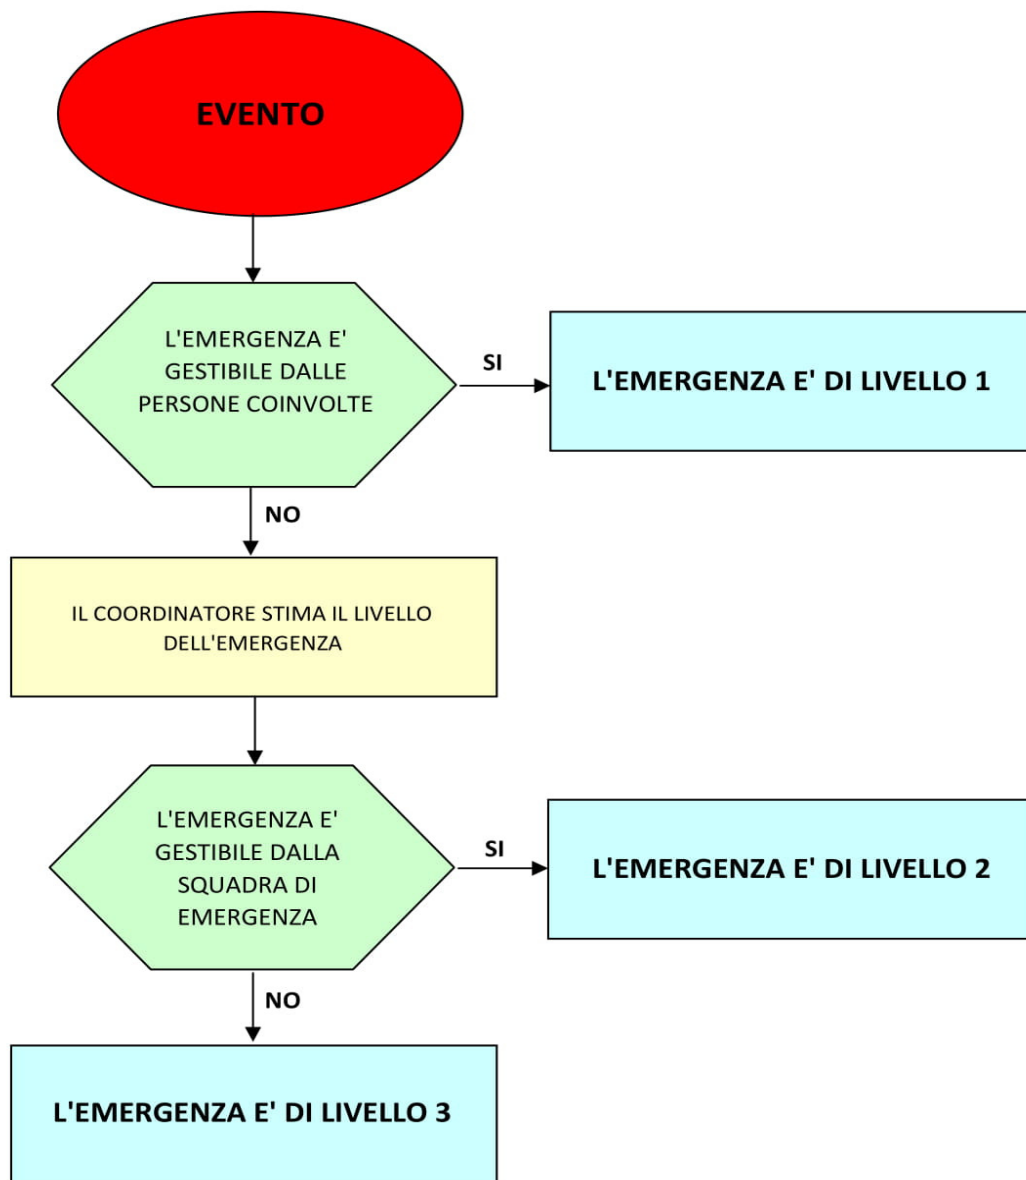 EVENTO
L'EMERGENZA E'
GESTIBILE DALLE
PERSONE COINVOLTE
SI
L'EMERGENZA E' DI LIVELLO 1
NO
IL COORDINATORE STIMA IL LIVELLO
DELL'EMERGENZA
L'EMERGENZA E'
GESTIBILE DALLA
SQUADRA DI
EMERGENZA
SI
L'EMERGENZA E' DI LIVELLO 2
NO
L'EMERGENZA E' DI LIVELLO 3